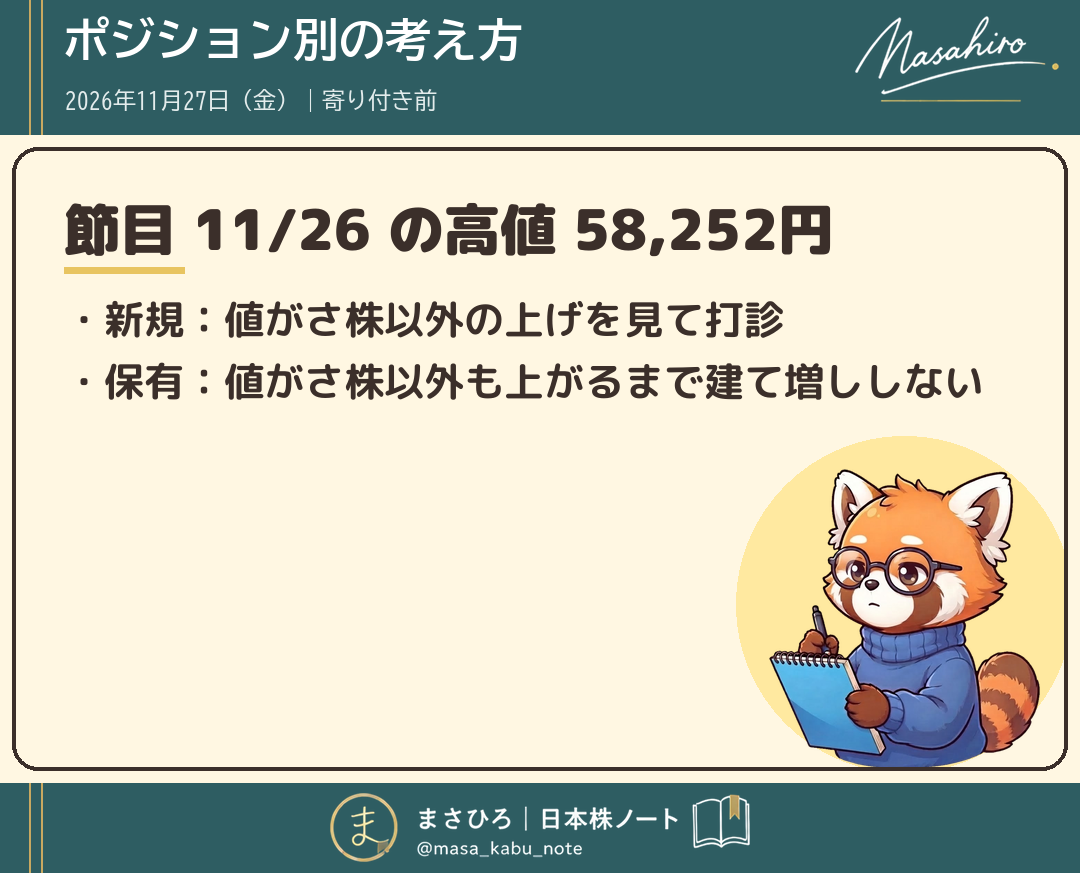 ポジション別の考え方
2026年11月27日（金）｜寄り付き前
Masahiro
節目 11/26 の高値 58,252円
・新規：値がさ株以外の上げを見て打診
・保有：値がさ株以外も上がるまで建て増ししない
ま
まさひろ｜日本株ノート
@masa_kabu_note